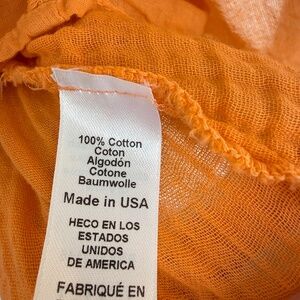 100% Cotton
Coton
Algodón
Cotone
Baumwolle
Made in USA
HECO EN LOS
ESTADOS
UNIDOS
DE AMERICA
FABRIQUÉ EN